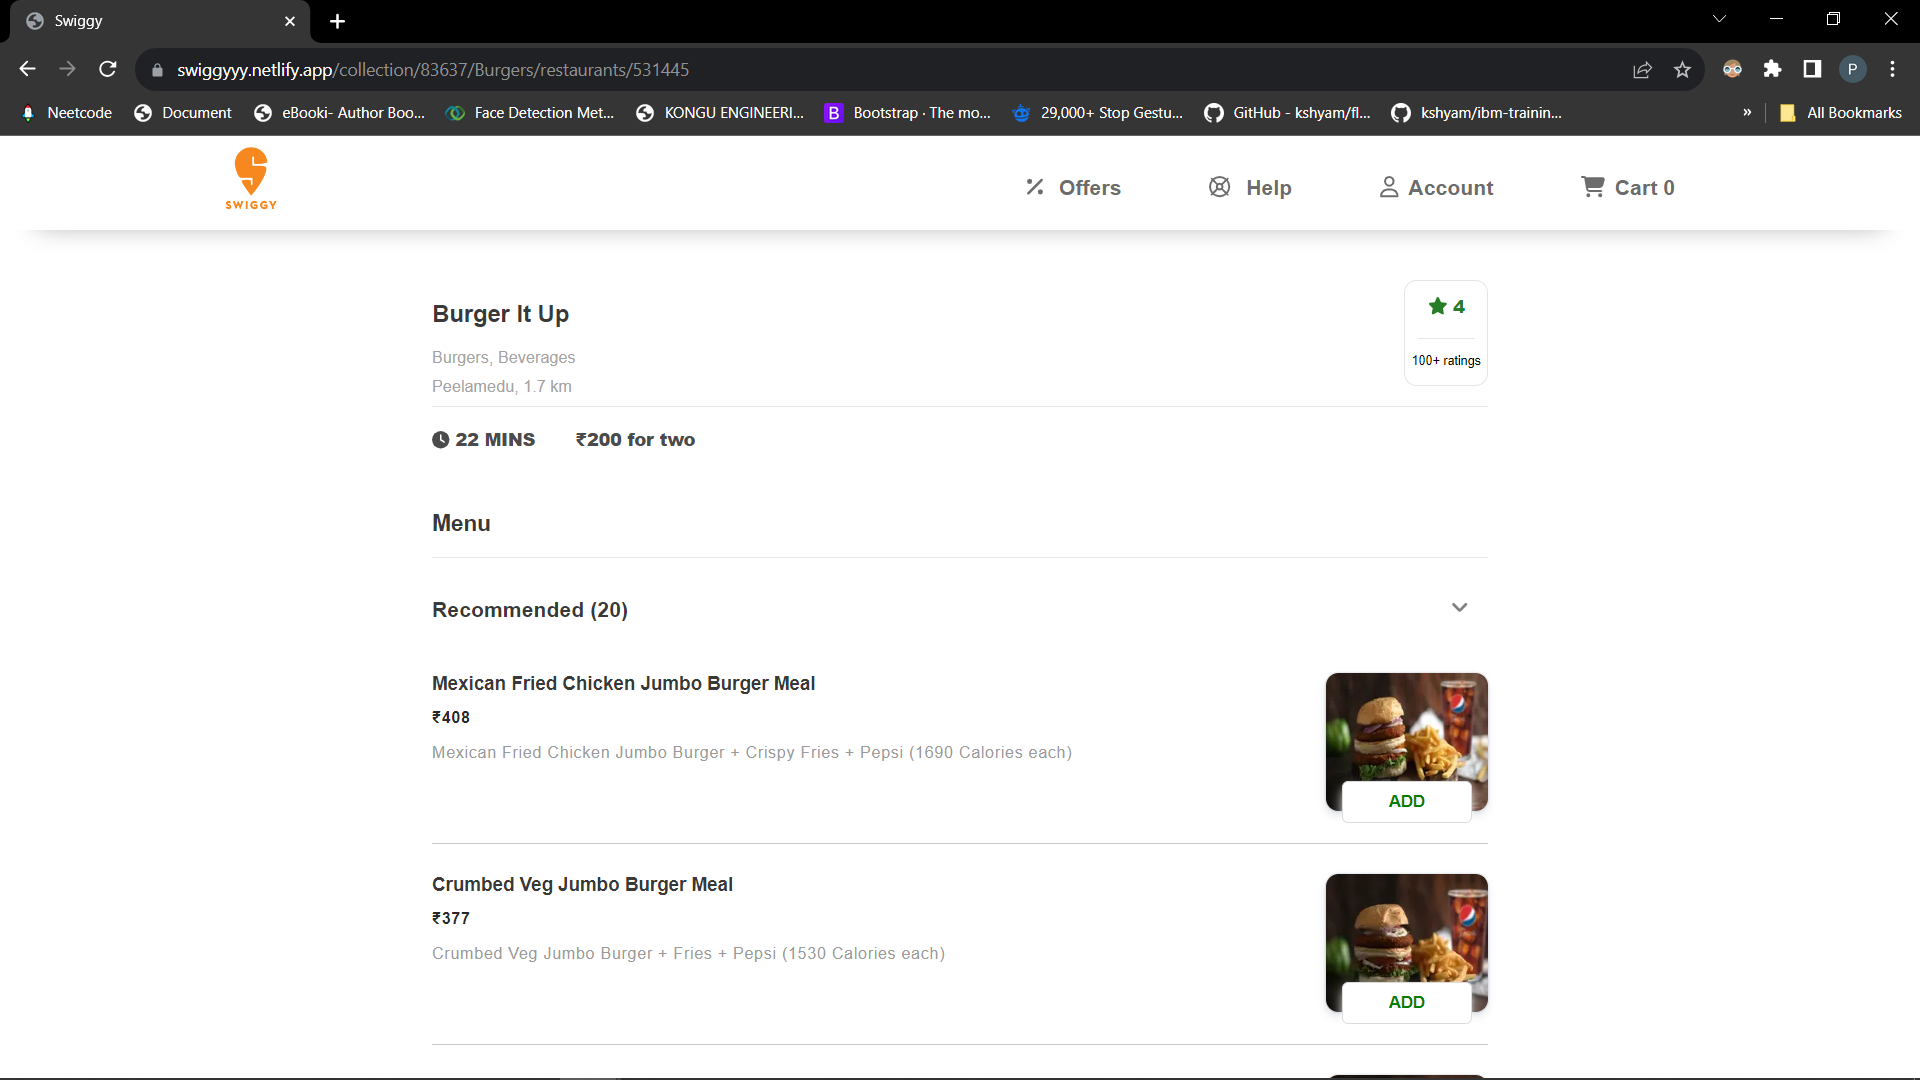 Swiggy
swiggyyy.netlify.app/collection/83637/Burgers/restaurants/531445
P
Neetcode
Document
eBooki- Author Boo...
Face Detection Met...
KONGU ENGINEERI...
B
Bootstrap · The mo...
29,000+ Stop Gestu...
GitHub - kshyam/fl...
kshyam/ibm-trainin...
»
All Bookmarks
SWIGGY
Offers
Help
Account
Cart 0
Burger It Up
4
Burgers, Beverages
100+ ratings
Peelamedu, 1.7 km
22 MINS
₹200 for two
Menu
Recommended (20)
Mexican Fried Chicken Jumbo Burger Meal
₹408
Mexican Fried Chicken Jumbo Burger + Crispy Fries + Pepsi (1690 Calories each)
ADD
Crumbed Veg Jumbo Burger Meal
₹377
Crumbed Veg Jumbo Burger + Fries + Pepsi (1530 Calories each)
ADD